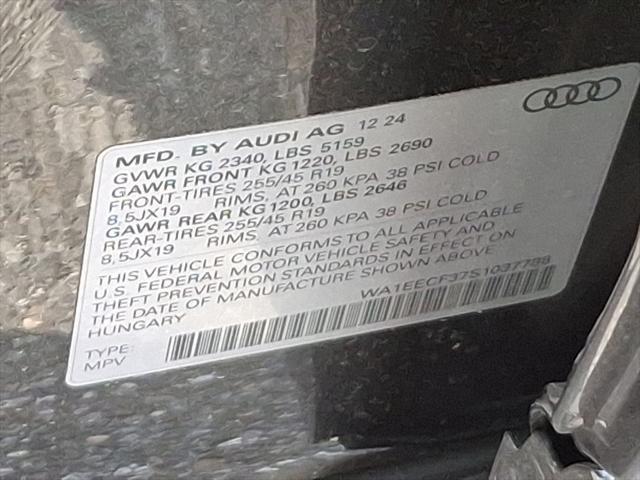 MFD. BY AUDI AG 12 24
GVWR KG 2340, LBS 5159
GAWR FRONT KG 1220, LBS 2690
FRONT-TIRES 255/45 R19
8,5JX19 RIMS, AT 260 KPA 38 PSI COLD
GAWR REAR KG 1200, LBS 2646
REAR-TIRES 255/45 R19
8,5JX19 RIMS, AT 260 KPA 38 PSI COLD
THIS VEHICLE CONFORMS TO ALL APPLICABLE
U.S. FEDERAL MOTOR VEHICLE SAFETY AND
THEFT PREVENTION STANDARDS IN EFFECT ON
THE DATE OF MANUFACTURE SHOWN ABOVE
HUNGARY
WA1EECF37S1037788
TYPE:
MPV